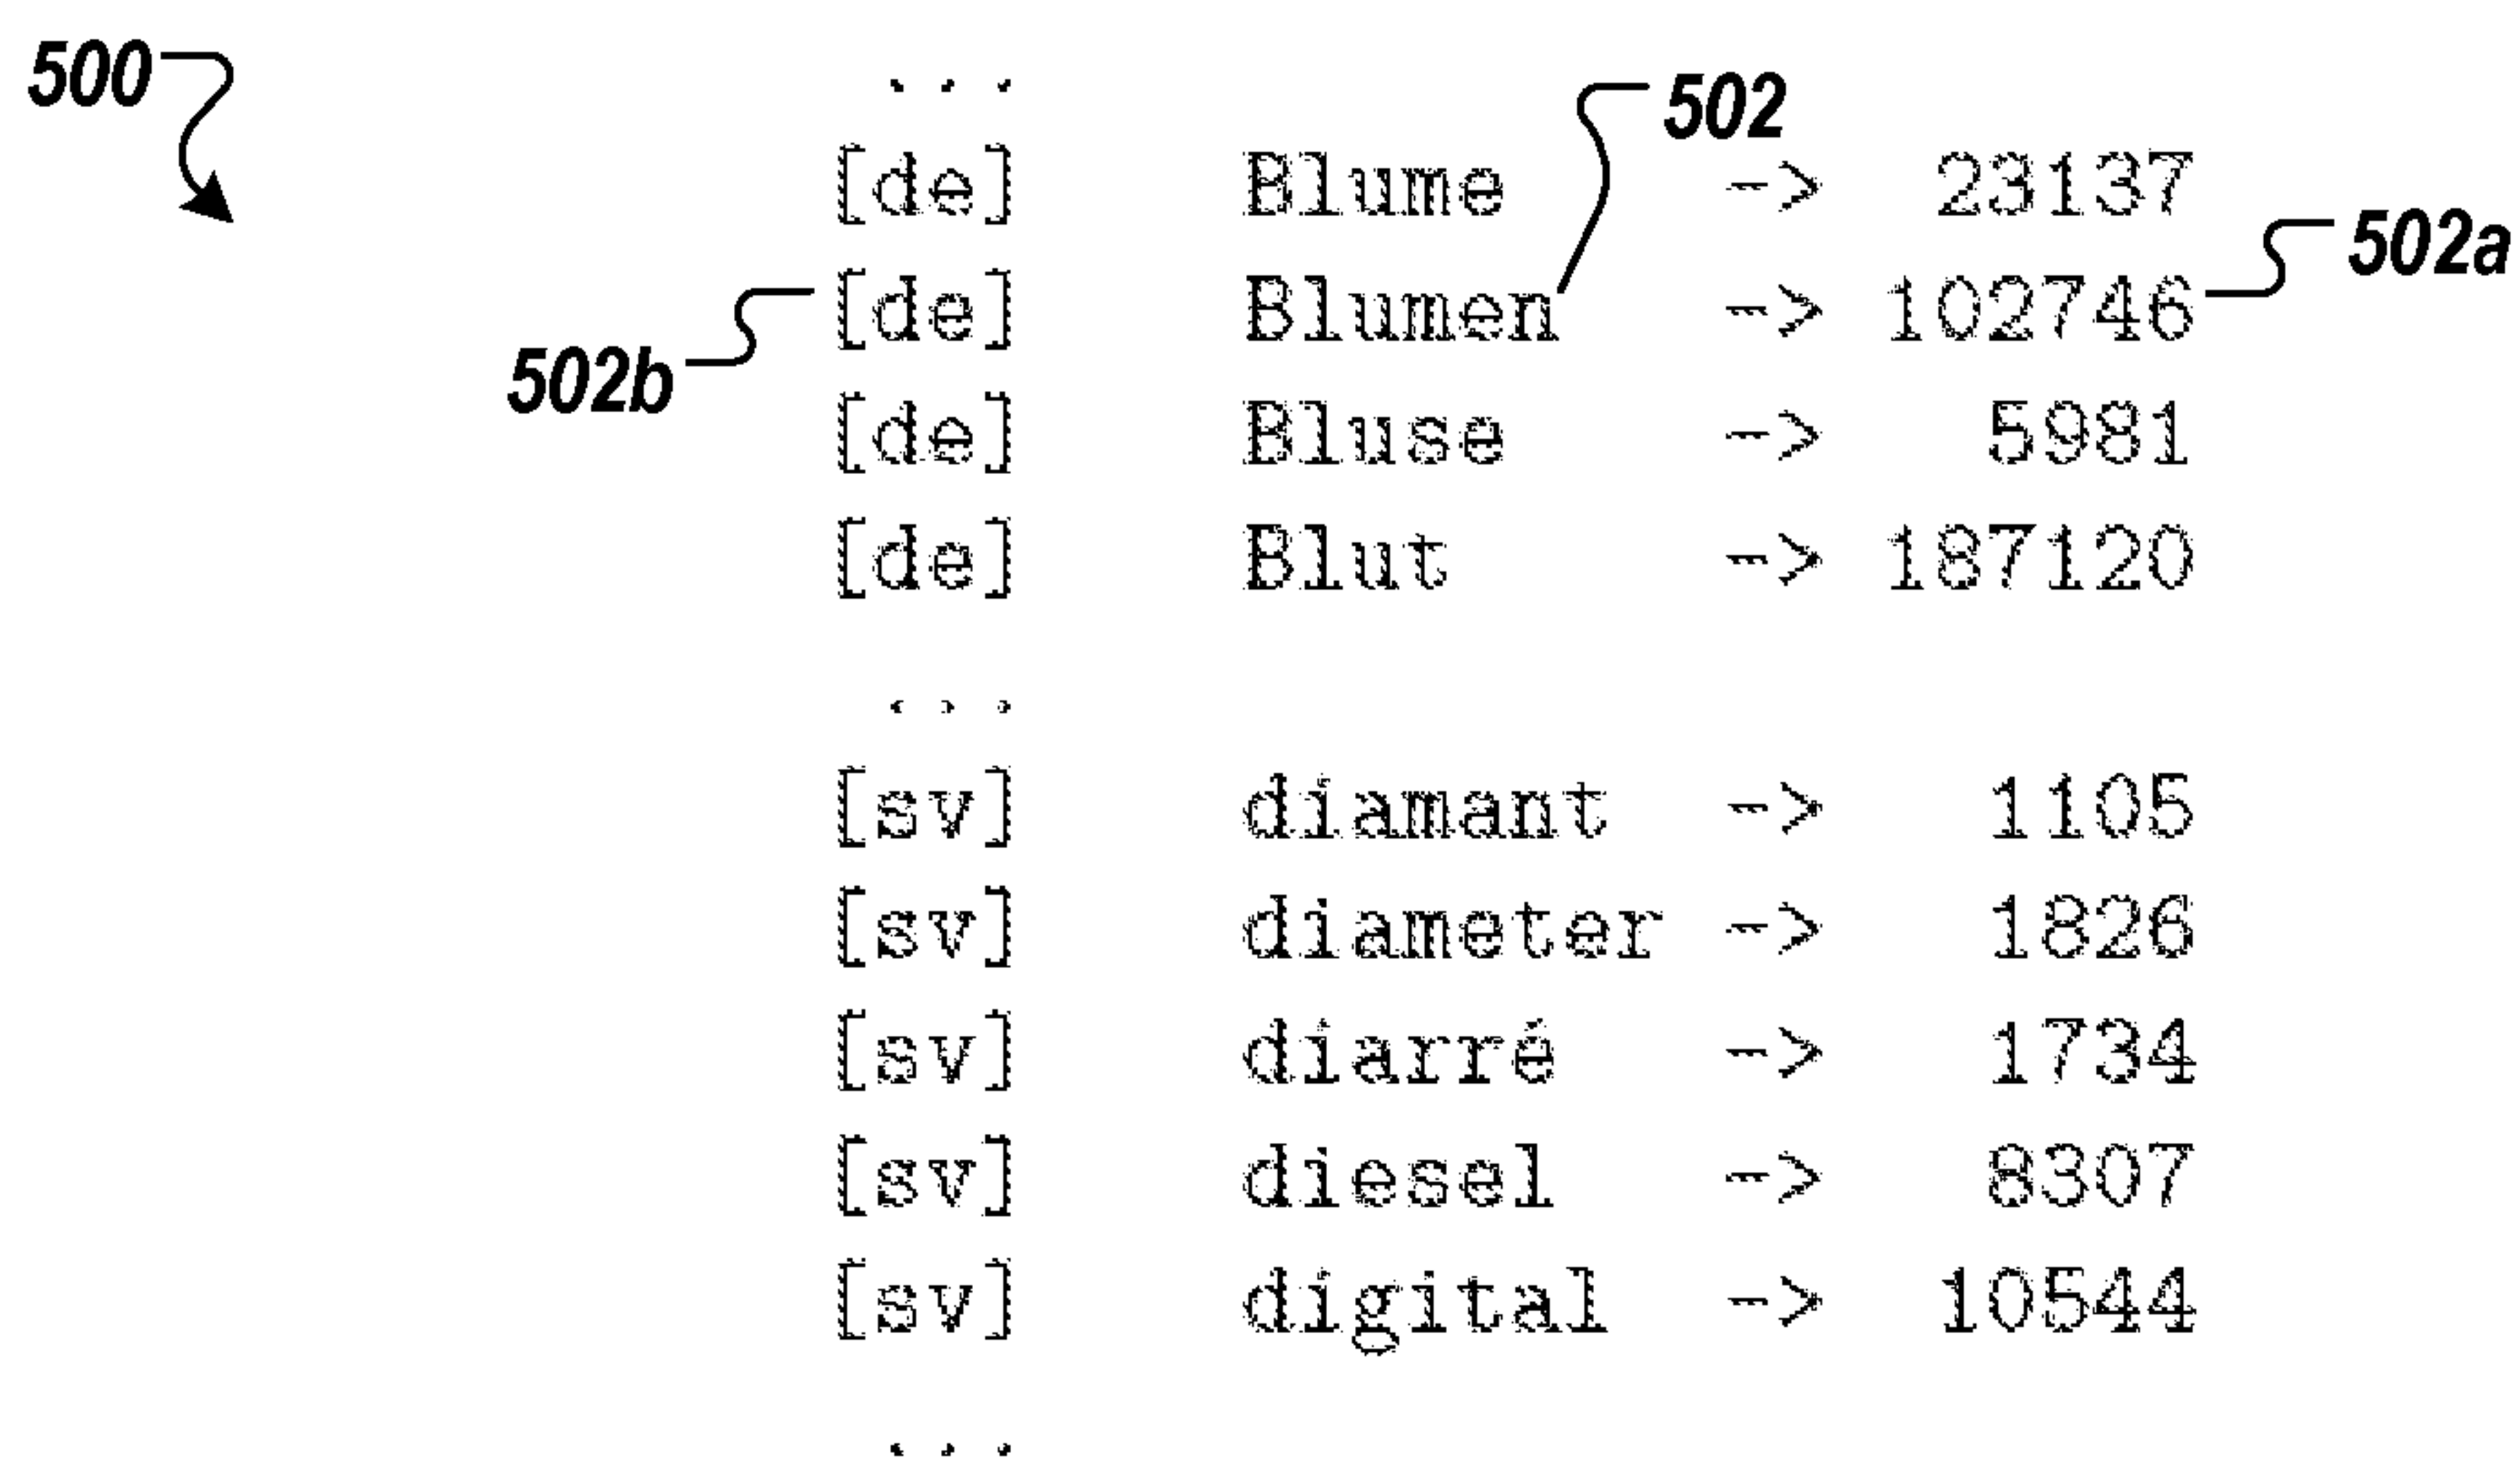 500
. . .
502
[de] Blume -> 23137
502a
[de] Blumen -> 102746
502b
[de] Bluse -> 5981
[de] Blut -> 187120
. . .
[sv] diamant -> 1105
[sv] diameter -> 1826
[sv] diarré -> 1734
[sv] diesel -> 8307
[sv] digital -> 10544
. . .